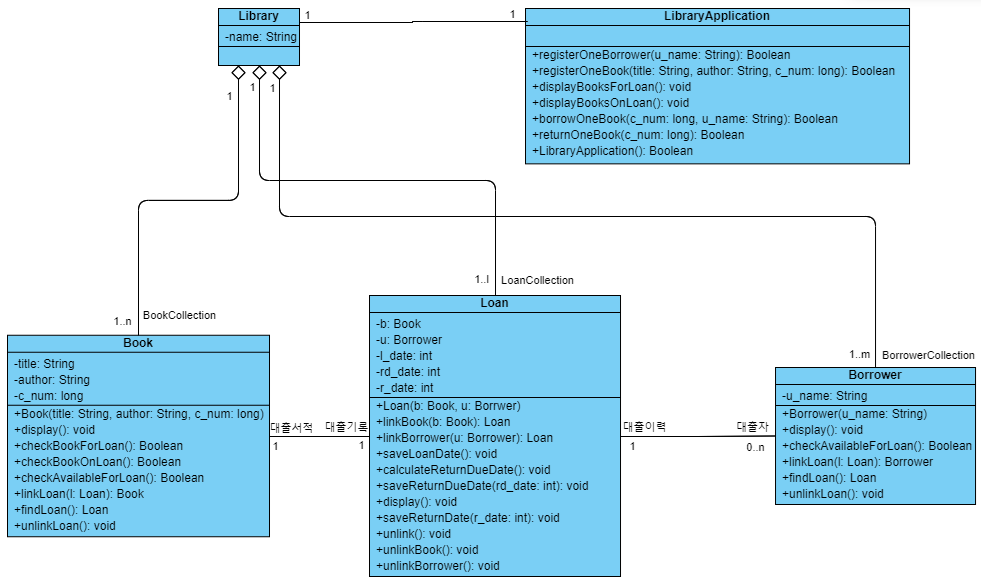 Library
-name: String
1
1
LibraryApplication
+registerOneBorrower(u_name: String): Boolean
+registerOneBook(title: String, author: String, c_num: long): Boolean
+displayBooksForLoan(): void
+displayBooksOnLoan(): void
+borrowOneBook(c_num: long, u_name: String): Boolean
+returnOneBook(c_num: long): Boolean
+LibraryApplication(): Boolean
1
1
1
1..n
BookCollection
1..l
LoanCollection
1..m
BorrowerCollection
Book
-title: String
-author: String
-c_num: long
+Book(title: String, author: String, c_num: long)
+display(): void
+checkBookForLoan(): Boolean
+checkBookOnLoan(): Boolean
+checkAvailableForLoan(): Boolean
+linkLoan(l: Loan): Book
+findLoan(): Loan
+unlinkLoan(): void
대출서적
대출기록
1
1
Loan
-b: Book
-u: Borrower
-l_date: int
-rd_date: int
-r_date: int
+Loan(b: Book, u: Borrwer)
+linkBook(b: Book): Loan
+linkBorrower(u: Borrower): Loan
+saveLoanDate(): void
+calculateReturnDueDate(): void
+saveReturnDueDate(rd_date: int): void
+display(): void
+saveReturnDate(r_date: int): void
+unlink(): void
+unlinkBook(): void
+unlinkBorrower(): void
대출이력
대출자
1
0..n
Borrower
-u_name: String
+Borrower(u_name: String)
+display(): void
+checkAvailableForLoan(): Boolean
+linkLoan(l: Loan): Borrower
+findLoan(): Loan
+unlinkLoan(): void